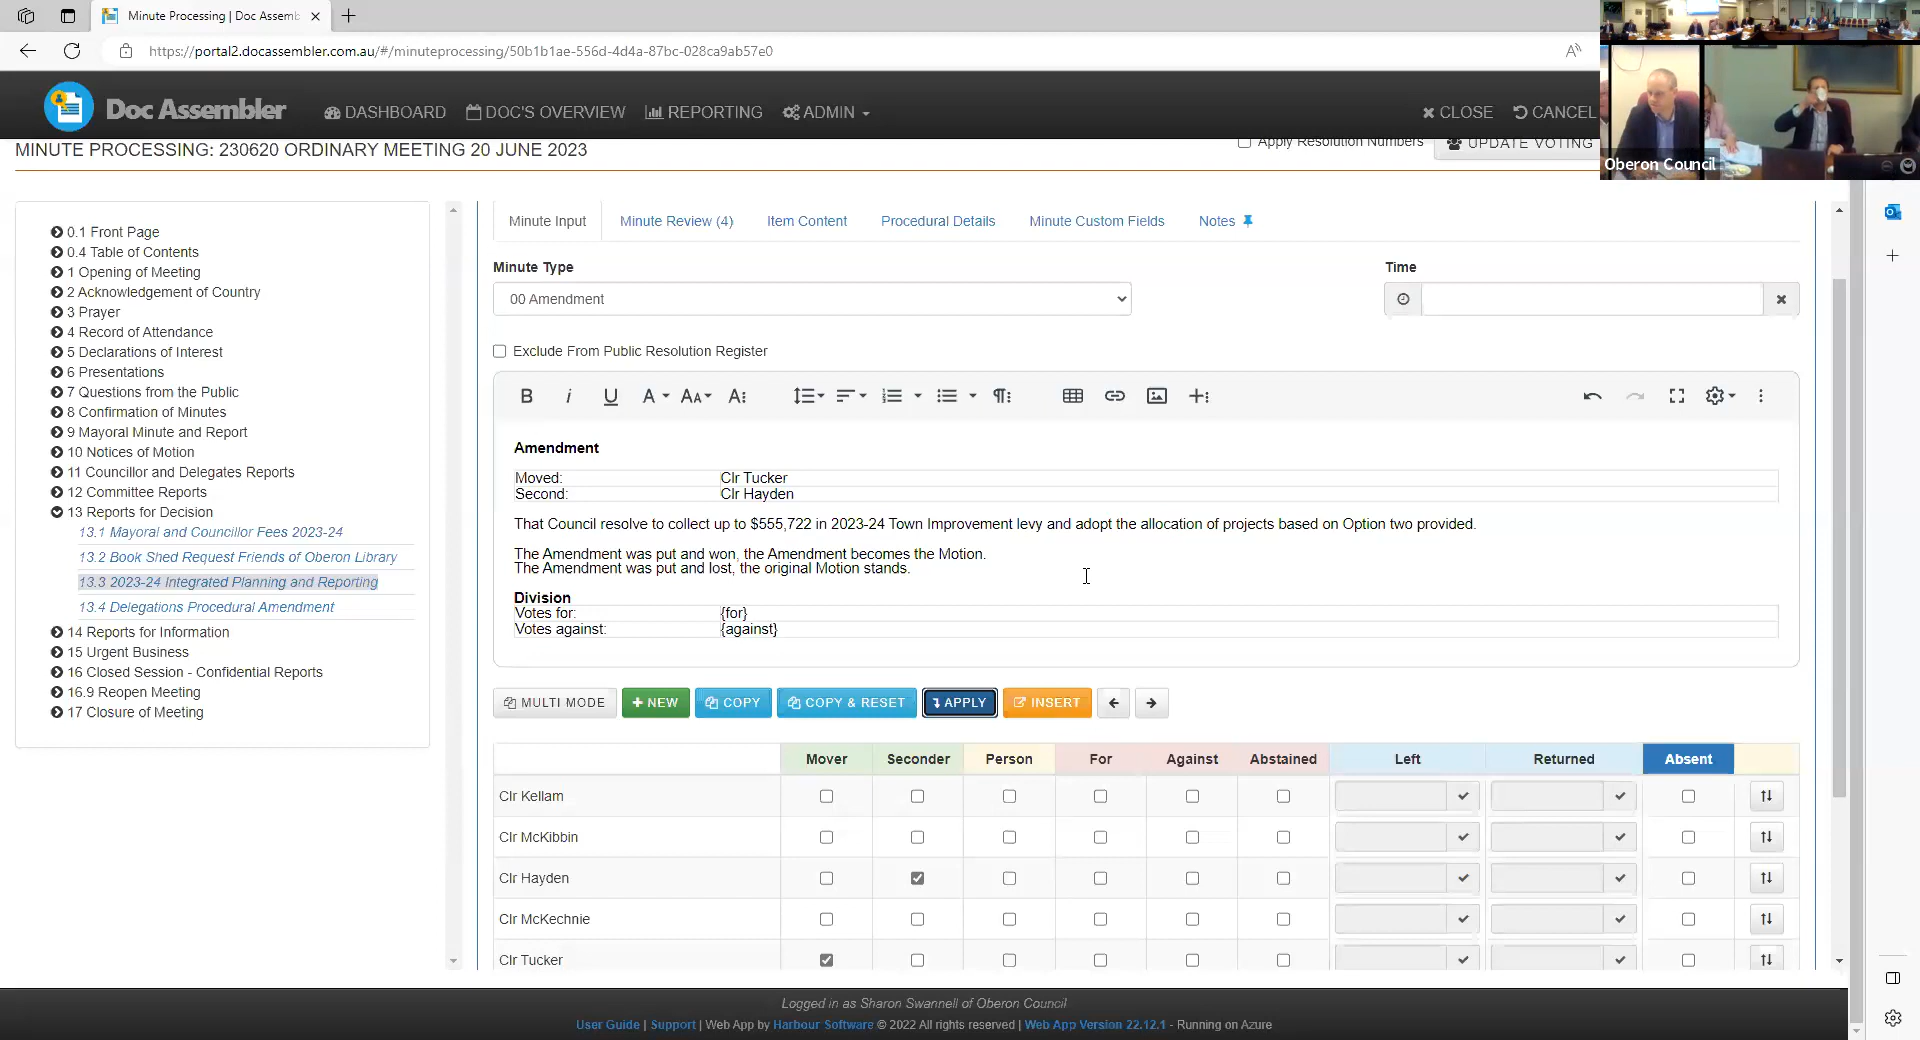 Minute Processing | Doc Assemb
https://portal2.docassembler.com.au/#/minuteprocessing/50b1b1ae-556d-4d4a-87bc-028ca9ab57e0
Doc Assembler
DASHBOARD
DOC'S OVERVIEW
REPORTING
ADMIN
CLOSE
CANCEL
Oberon Council
MINUTE PROCESSING: 230620 ORDINARY MEETING 20 JUNE 2023
Apply Resolution Numbers
UPDATE VOTING
0.1 Front Page
0.4 Table of Contents
1 Opening of Meeting
2 Acknowledgement of Country
3 Prayer
4 Record of Attendance
5 Declarations of Interest
6 Presentations
7 Questions from the Public
8 Confirmation of Minutes
9 Mayoral Minute and Report
10 Notices of Motion
11 Councillor and Delegates Reports
12 Committee Reports
13 Reports for Decision
13.1 Mayoral and Councillor Fees 2023-24
13.2 Book Shed Request Friends of Oberon Library
13.3 2023-24 Integrated Planning and Reporting
13.4 Delegations Procedural Amendment
14 Reports for Information
15 Urgent Business
16 Closed Session - Confidential Reports
16.9 Reopen Meeting
17 Closure of Meeting
Minute Input
Minute Review (4)
Item Content
Procedural Details
Minute Custom Fields
Notes
Minute Type
Time
00 Amendment
Exclude From Public Resolution Register
Amendment
Moved: Clr Tucker
Second: Clr Hayden
That Council resolve to collect up to $555,722 in 2023-24 Town Improvement levy and adopt the allocation of projects based on Option two provided.
The Amendment was put and won, the Amendment becomes the Motion.
The Amendment was put and lost, the original Motion stands.
Division
Votes for: {for}
Votes against: {against}
MULTI MODE
NEW
COPY
COPY & RESET
APPLY
INSERT
Mover Seconder Person For Against Abstained Left Returned Absent
Clr Kellam
Clr McKibbin
Clr Hayden
Clr McKechnie
Clr Tucker
Logged in as Sharon Swannell of Oberon Council
User Guide | Support | Web App by Harbour Software © 2022 All rights reserved | Web App Version 22.12.1 - Running on Azure